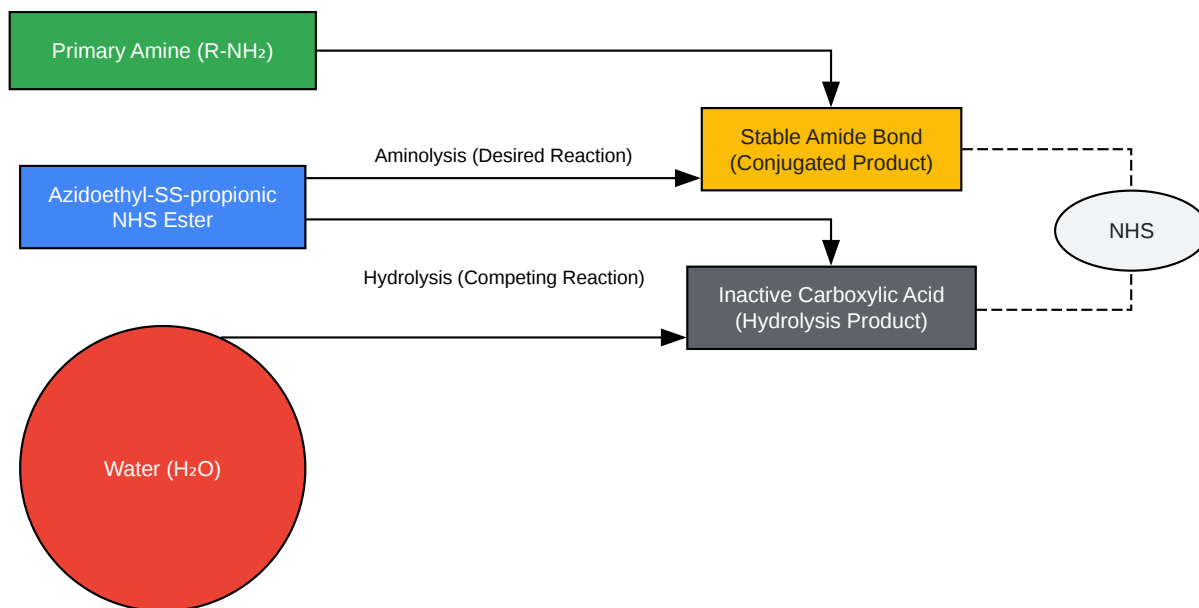 Primary Amine (R-NH₂)
Stable Amide Bond
(Conjugated Product)
Aminolysis (Desired Reaction)
Azidoethyl-SS-propionic
NHS Ester
NHS
Hydrolysis (Competing Reaction)
Inactive Carboxylic Acid
(Hydrolysis Product)
Water (H₂O)